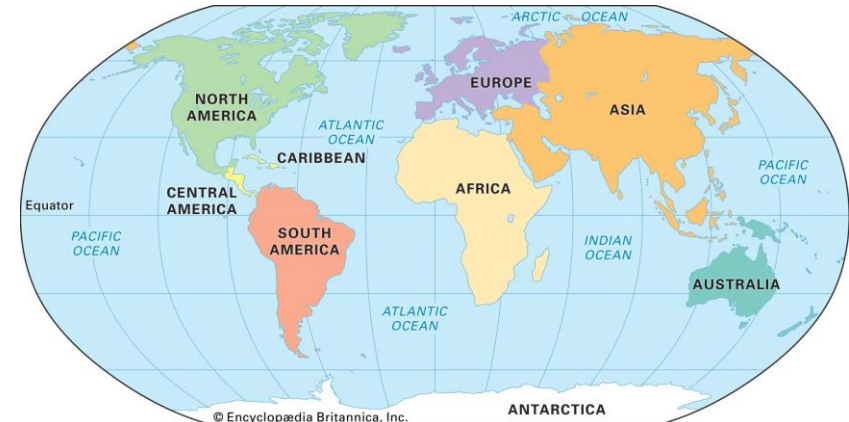 ARCTIC OCEAN
NORTH
AMERICA
EUROPE
ASIA
ATLANTIC
OCEAN
CARIBBEAN
PACIFIC
OCEAN
CENTRAL
AMERICA
AFRICA
Equator
PACIFIC
OCEAN
SOUTH
AMERICA
INDIAN
OCEAN
AUSTRALIA
ATLANTIC
OCEAN
ANTARCTICA
© Encyclopædia Britannica, Inc.